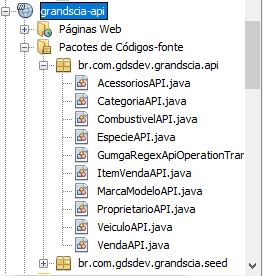 grandscia-api
Páginas Web
Pacotes de Códigos-fonte
br.com.gdsdev.grandscia.api
AcessoriosAPI.java
CategoriaAPI.java
CombustivelAPI.java
EspecieAPI.java
GumgaRegexApiOperationTran
ItemVendaAPI.java
MarcaModeloAPI.java
ProprietarioAPI.java
VeiculoAPI.java
VendaAPI.java
br.com.gdsdev.grandscia.seed